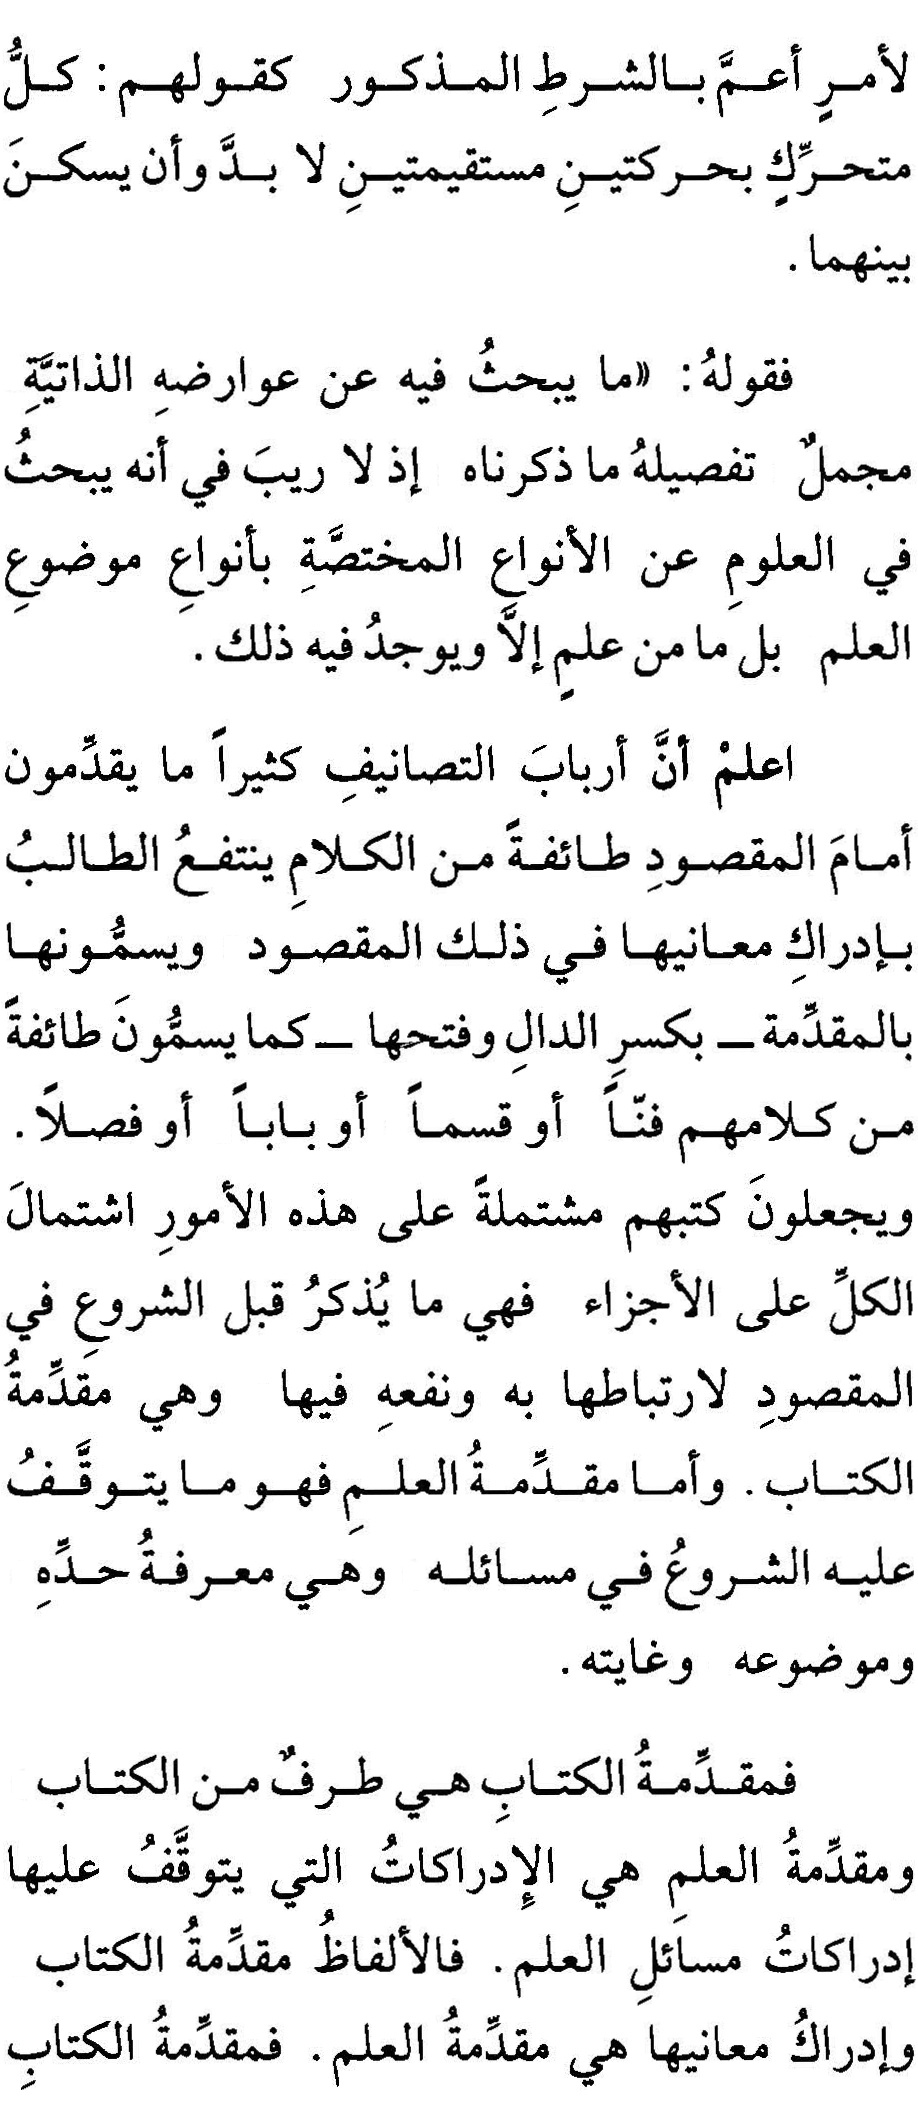 لأمرٍ أعمَّ بالشرطِ المذكور كقولهم: كلُّ
متحرِّكٍ بحركتينِ مستقيمتينِ لا بدَّ وأن يسكنَ
بينهما.
فقولهُ: «ما يبحثُ فيه عن عوارضهِ الذاتيَّةِ
مجملٌ تفصيلهُ ما ذكرناه إذ لا ريبَ في أنه يبحثُ
في العلومِ عن الأنواعِ المختصَّةِ بأنواعِ موضوعِ
العلم بل ما من علمٍ إلاَّ ويوجدُ فيه ذلك.
اعلمْ أنَّ أربابَ التصانيفِ كثيراً ما يقدِّمون
أمامَ المقصودِ طائفةً من الكلامِ ينتفعُ الطالبُ
بإدراكِ معانيها في ذلك المقصود ويسمُّونها
بالمقدِّمة ــ بكسرِ الدالِ وفتحها ــ كما يسمُّونَ طائفةً
من كلامهم فنّاً أو قسماً أو باباً أو فصلاً.
ويجعلونَ كتبهم مشتملةً على هذه الأمورِ اشتمالَ
الكلِّ على الأجزاء فهي ما يُذكرُ قبل الشروعِ في
المقصودِ لارتباطها به ونفعهِ فيها وهي مقدِّمةُ
الكتاب. وأما مقدِّمةُ العلمِ فهو ما يتوقَّفُ
عليه الشروعُ في مسائله وهي معرفةُ حدِّهِ
وموضوعه وغايته.
فمقدِّمةُ الكتابِ هي طرفٌ من الكتاب
ومقدِّمةُ العلمِ هي الإِدراكاتُ التي يتوقَّفُ عليها
إدراكاتُ مسائلِ العلم. فالألفاظُ مقدِّمةُ الكتاب
وإدراكُ معانيها هي مقدِّمةُ العلم. فمقدِّمةُ الكتابِ